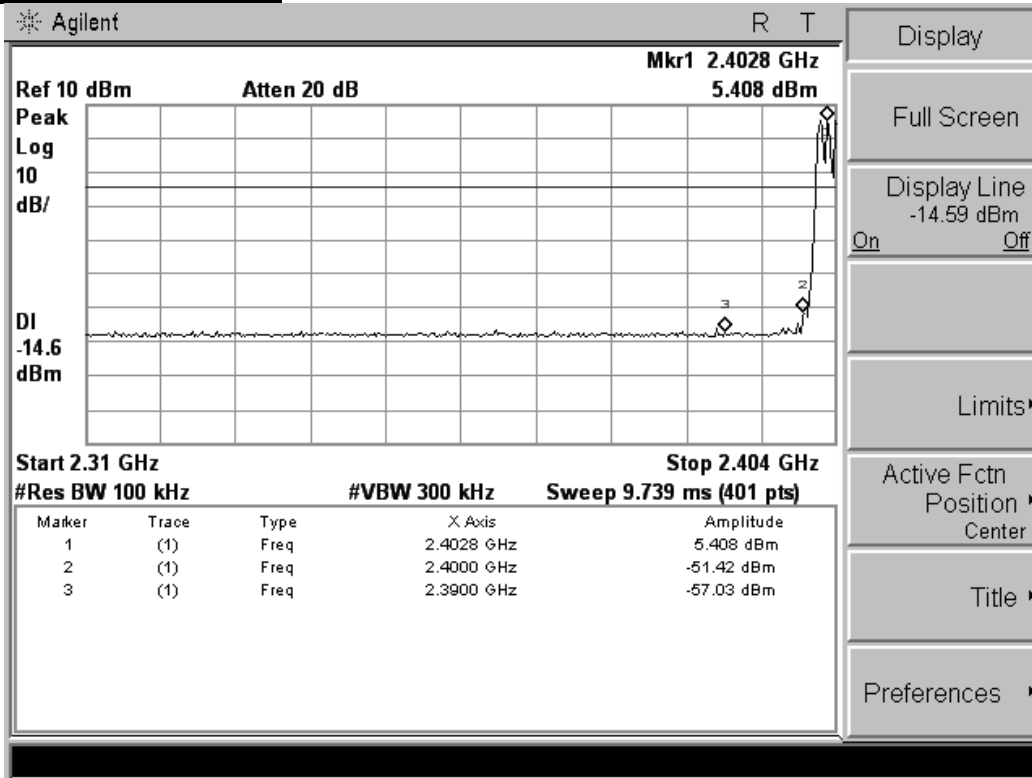 Agilent R T
Mkr1 2.4028 GHz
Ref 10 dBm Atten 20 dB 5.408 dBm
Peak
Log
10
dB/
1
2
3
DI
-14.6
dBm
Start 2.31 GHz Stop 2.404 GHz
#Res BW 100 kHz #VBW 300 kHz Sweep 9.739 ms (401 pts)
Marker Trace Type X Axis Amplitude
1 (1) Freq 2.4028 GHz 5.408 dBm
2 (1) Freq 2.4000 GHz -51.42 dBm
3 (1) Freq 2.3900 GHz -57.03 dBm
Display
Full Screen
Display Line
-14.59 dBm
On Off
Limits
Active Fctn
Position
Center
Title
Preferences